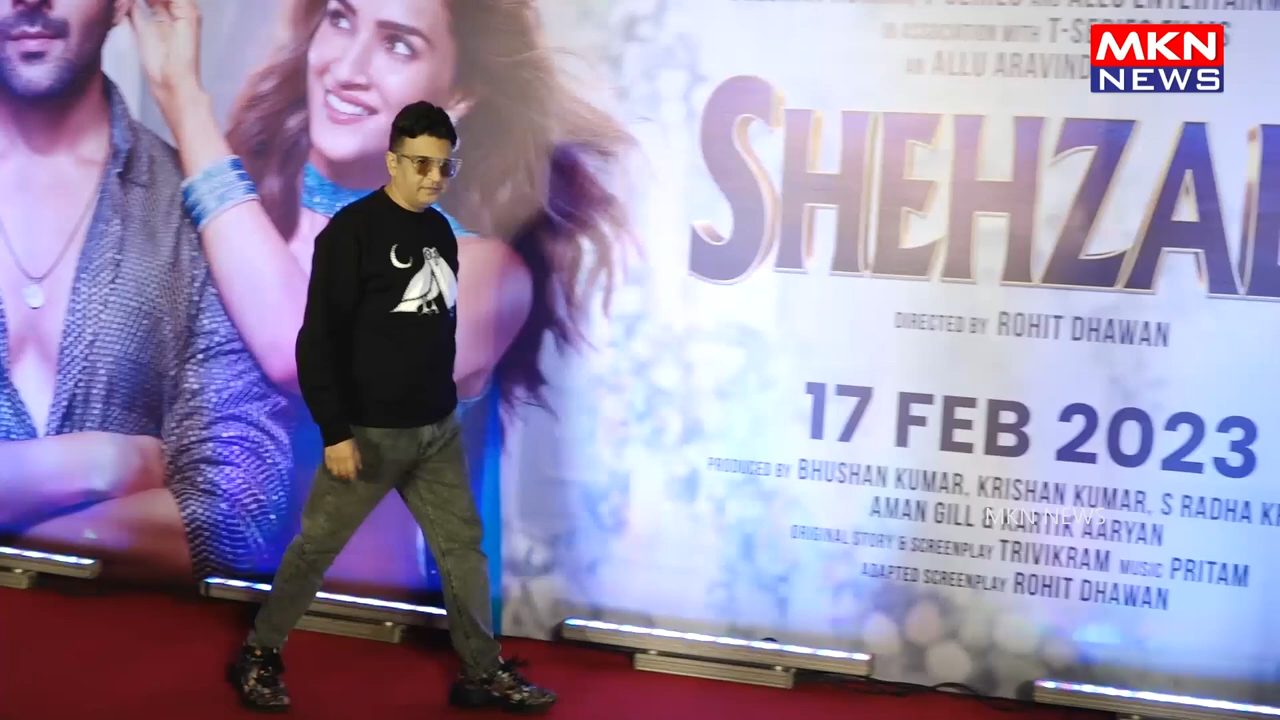 IN ASSOCIATION WITH T-SERIES FILMS
ALLU ARAVIND
MKN
NEWS
SHEHZA
DIRECTED BY ROHIT DHAWAN
17 FEB 2023
PRODUCED BY BHUSHAN KUMAR, KRISHAN KUMAR, S RADHA
AMAN GILL & KARTIK AARYAN
MKN NEWS
ORIGINAL STORY & SCREENPLAY TRIVIKRAM MUSIC PRITAM
ADAPTED SCREENPLAY ROHIT DHAWAN